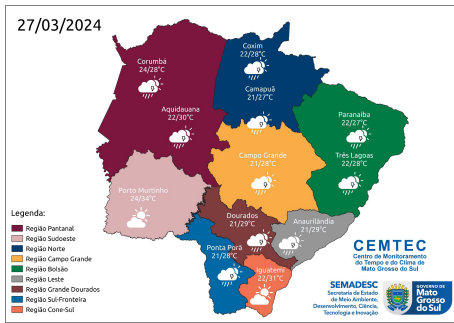 27/03/2024
Corumbá
24/28°C
Coxim
22/28°C
Camapuã
21/27°C
Aquidauana
22/30°C
Paranaíba
22/27°C
Três Lagoas
22/28°C
Campo Grande
21/28°C
Porto Murtinho
24/34°C
Dourados
21/29°C
Anaurilândia
21/29°C
Ponta Porã
21/28°C
Iguatemi
22/31°C
Legenda:
Região Pantanal
Região Sudoeste
Região Norte
Região Campo Grande
Região Bolsão
Região Leste
Região Grande Dourados
Região Sul-Fronteira
Região Cone-Sul
CEMTEC
Centro de Monitoramento
do Tempo e do Clima de
Mato Grosso do Sul
SEMADESC
Secretaria de Estado
de Meio Ambiente,
Desenvolvimento, Ciência,
Tecnologia e Inovação
GOVERNO DE
Mato
Grosso
do Sul